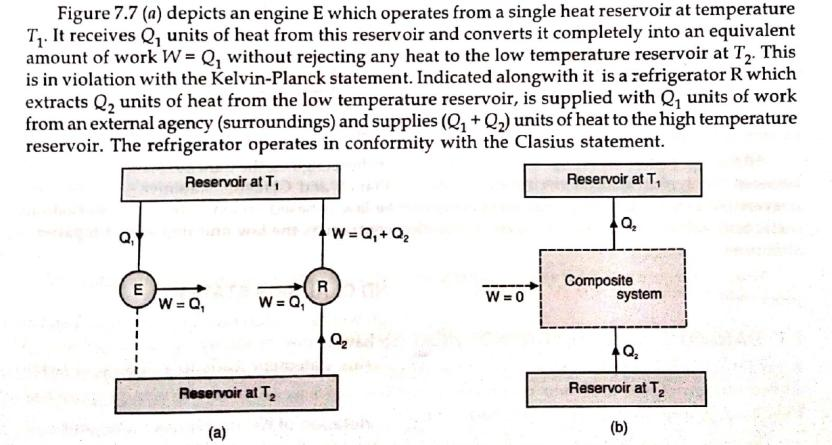 Figure 7.7 (a) depicts an engine E which operates from a single heat reservoir at temperature
T₁. It receives Q₁ units of heat from this reservoir and converts it completely into an equivalent
amount of work W = Q₁ without rejecting any heat to the low temperature reservoir at T₂. This
is in violation with the Kelvin-Planck statement. Indicated alongwith it is a refrigerator R which
extracts Q₂ units of heat from the low temperature reservoir, is supplied with Q₁ units of work
from an external agency (surroundings) and supplies (Q₁ + Q₂) units of heat to the high temperature
reservoir. The refrigerator operates in conformity with the Clasius statement.
Reservoir at T₁
Q₁
W = Q₁ + Q₂
E
W = Q₁
W = Q₁
R
Q₂
Reservoir at T₂
(a)
Reservoir at T₁
Q₂
W = 0
Composite
system
Q₂
Reservoir at T₂
(b)